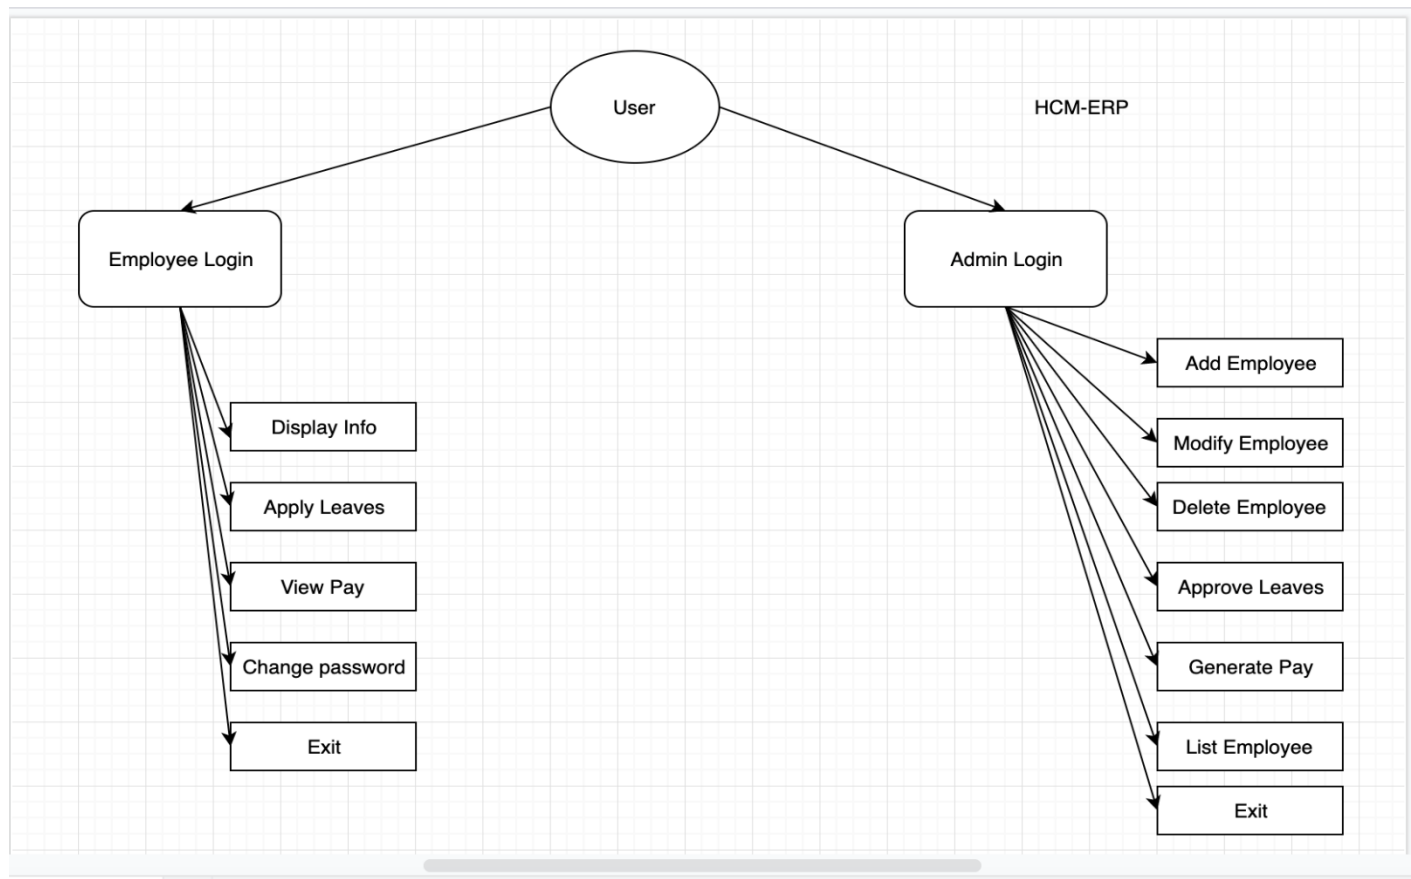 User
HCM-ERP
Employee Login
Admin Login
Display Info
Apply Leaves
View Pay
Change password
Exit
Add Employee
Modify Employee
Delete Employee
Approve Leaves
Generate Pay
List Employee
Exit